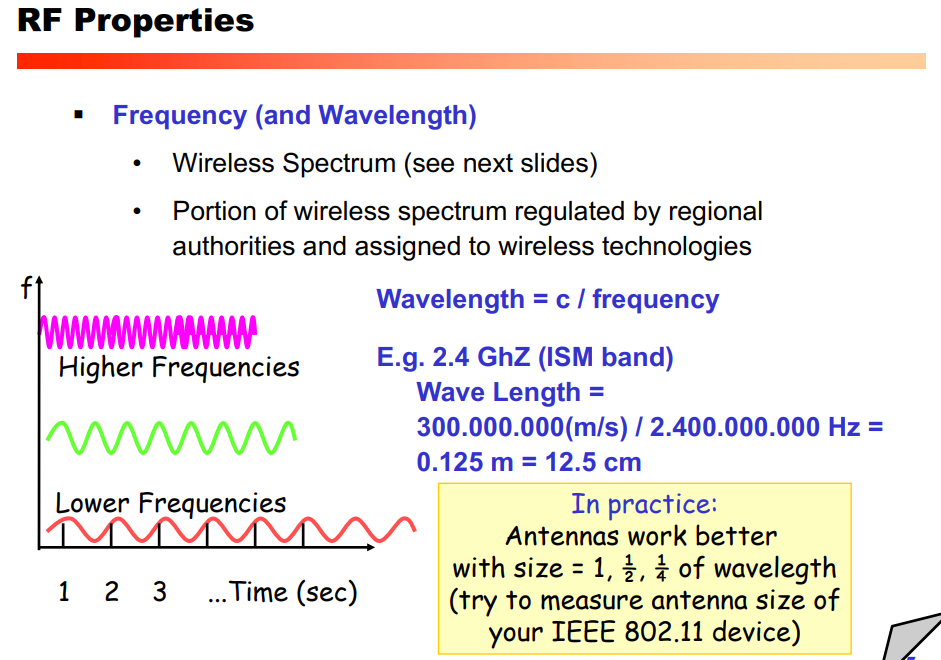 RF Properties
▪ Frequency (and Wavelength)
• Wireless Spectrum (see next slides)
• Portion of wireless spectrum regulated by regional
authorities and assigned to wireless technologies
f
Higher Frequencies
Lower Frequencies
1 2 3 ...Time (sec)
Wavelength = c / frequency
E.g. 2.4 GhZ (ISM band)
Wave Length =
300.000.000(m/s) / 2.400.000.000 Hz =
0.125 m = 12.5 cm
In practice:
Antennas work better
with size = 1, ½, ¼ of wavelegth
(try to measure antenna size of
your IEEE 802.11 device)